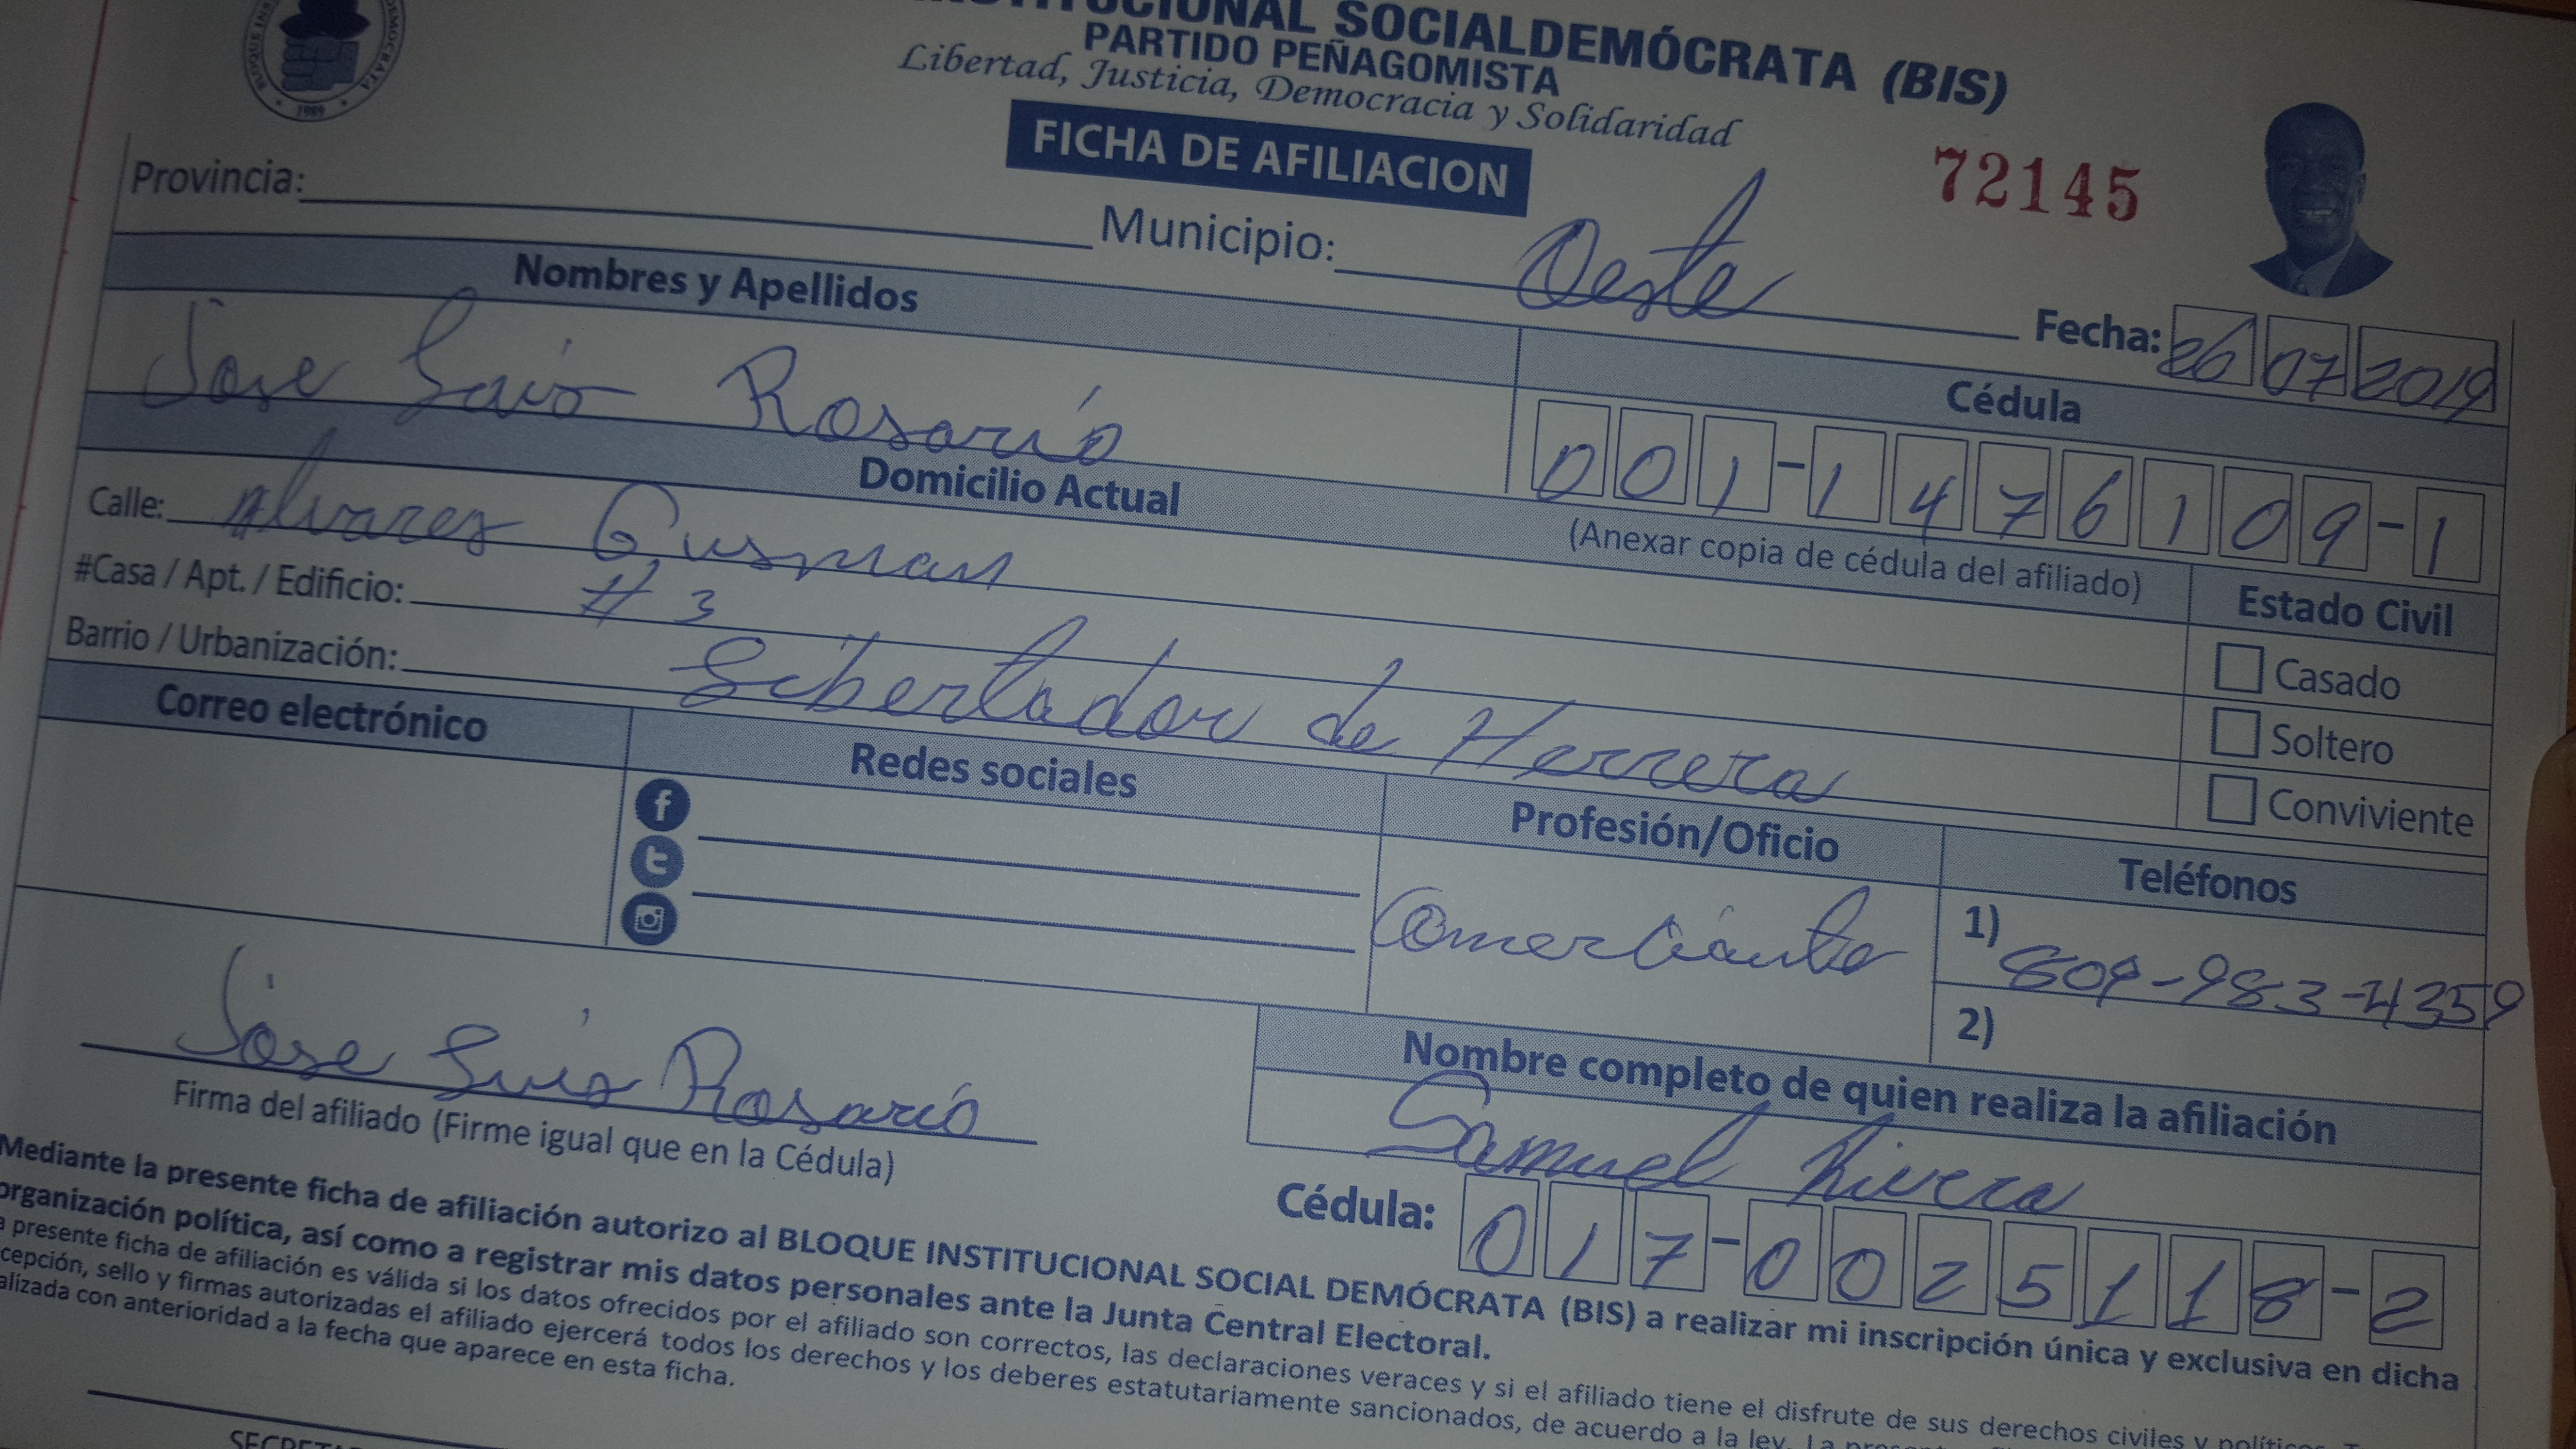 INSTITUCIONAL SOCIALDEMÓCRATA (BIS)
PARTIDO PEÑAGOMISTA
Libertad, Justicia, Democracia y Solidaridad
FICHA DE AFILIACION
72145
1989
Provincia: Municipio: Oeste
Fecha: 26 07 2019
Nombres y Apellidos
Cédula
Jose Luis Rosario
001-1476109-1
(Anexar copia de cédula del afiliado)
Domicilio Actual
Estado Civil
Calle: Alvares Gusman
#Casa / Apt. / Edificio: #3
Barrio / Urbanización: Libertador de Herrera
Casado
Soltero
Conviviente
Correo electrónico
Redes sociales
Profesión/Oficio
Teléfonos
Comerciante
1) 809-983-4359
2)
Jose Luis Rosario
Firma del afiliado (Firme igual que en la Cédula)
Nombre completo de quien realiza la afiliación
Samuel Rivera
Cédula: 017-0025118-2
Mediante la presente ficha de afiliación autorizo al BLOQUE INSTITUCIONAL SOCIAL DEMÓCRATA (BIS) a realizar mi inscripción única y exclusiva en dicha
organización política, así como a registrar mis datos personales ante la Junta Central Electoral.
presente ficha de afiliación es válida si los datos ofrecidos por el afiliado son correctos, las declaraciones veraces y si el afiliado tiene el disfrute de sus derechos civiles y
cepción, sello y firmas autorizadas el afiliado ejercerá todos los derechos y los deberes estatutariamente sancionados, de acuerdo a la ley. La
alizada con anterioridad a la fecha que aparece en esta ficha.